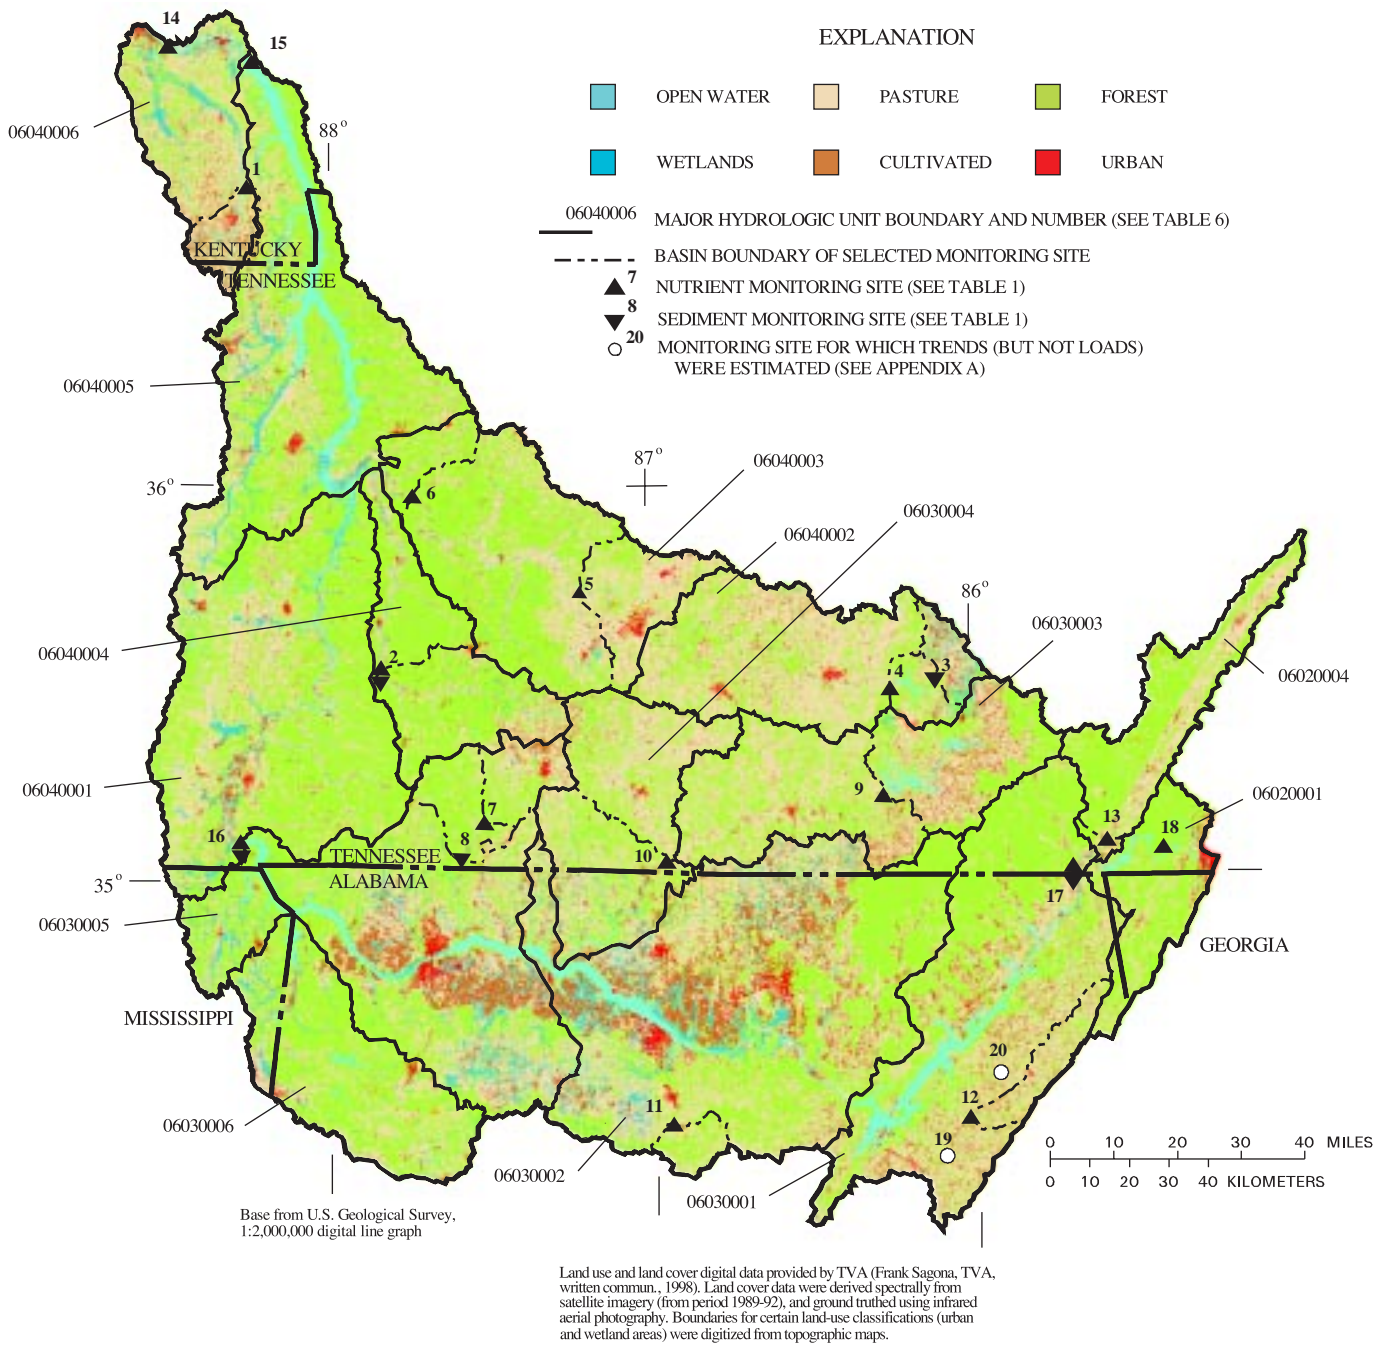 14
15
EXPLANATION
OPEN WATER
PASTURE
FOREST
06040006
88°
WETLANDS
CULTIVATED
URBAN
1
06040006
MAJOR HYDROLOGIC UNIT BOUNDARY AND NUMBER (SEE TABLE 6)
KENTUCKY
BASIN BOUNDARY OF SELECTED MONITORING SITE
TENNESSEE
7
NUTRIENT MONITORING SITE (SEE TABLE 1)
8
SEDIMENT MONITORING SITE (SEE TABLE 1)
20
MONITORING SITE FOR WHICH TRENDS (BUT NOT LOADS)
WERE ESTIMATED (SEE APPENDIX A)
06040005
87°
06040003
36°
6
06030004
06040002
5
86°
06030003
06040004
2
4
3
06020004
06040001
9
06020001
7
13
18
16
8
10
TENNESSEE
35°
ALABAMA
17
06030005
GEORGIA
MISSISSIPPI
20
12
11
06030006
19
0 10 20 30 40 MILES
06030002
06030001
0 10 20 30 40 KILOMETERS
Base from U.S. Geological Survey,
1:2,000,000 digital line graph
Land use and land cover digital data provided by TVA (Frank Sagona, TVA,
written commun., 1998). Land cover data were derived spectrally from
satellite imagery (from period 1989-92), and ground truthed using infrared
aerial photography. Boundaries for certain land-use classifications (urban
and wetland areas) were digitized from topographic maps.